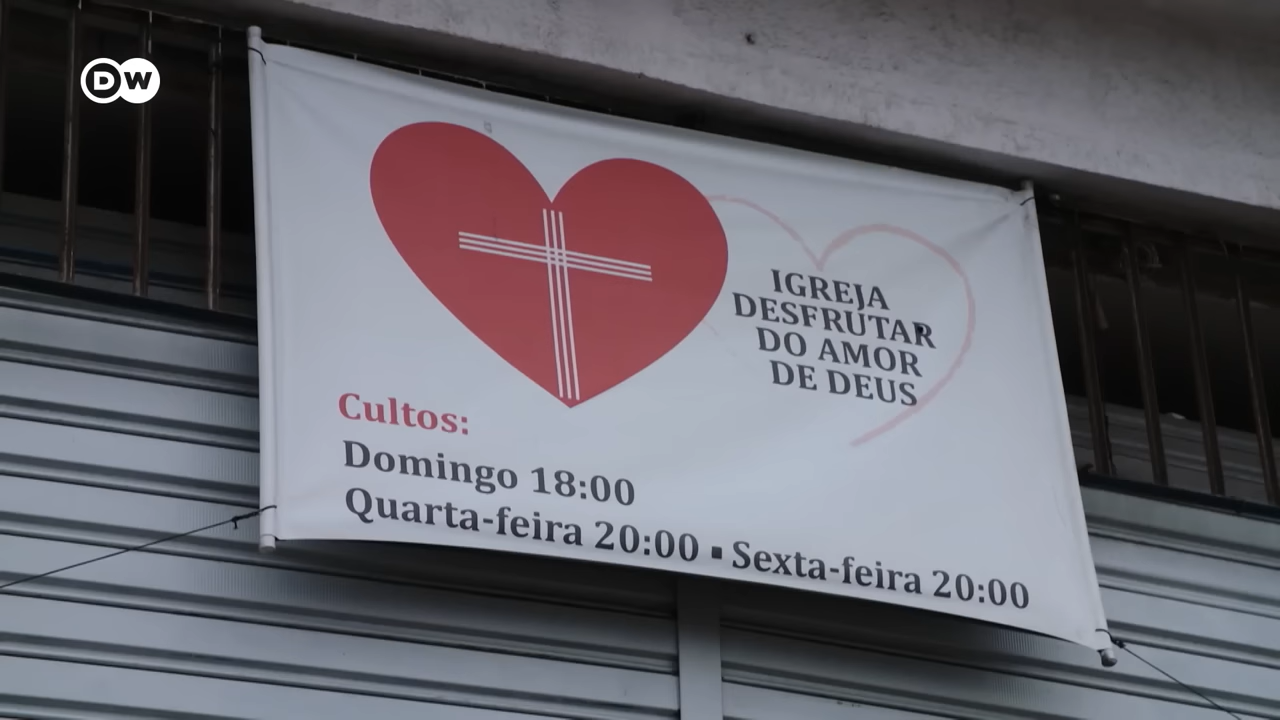 DW
IGREJA
DESFRUTAR
DO AMOR
DE DEUS
Cultos:
Domingo 18:00
Quarta-feira 20:00 ▪ Sexta-feira 20:00